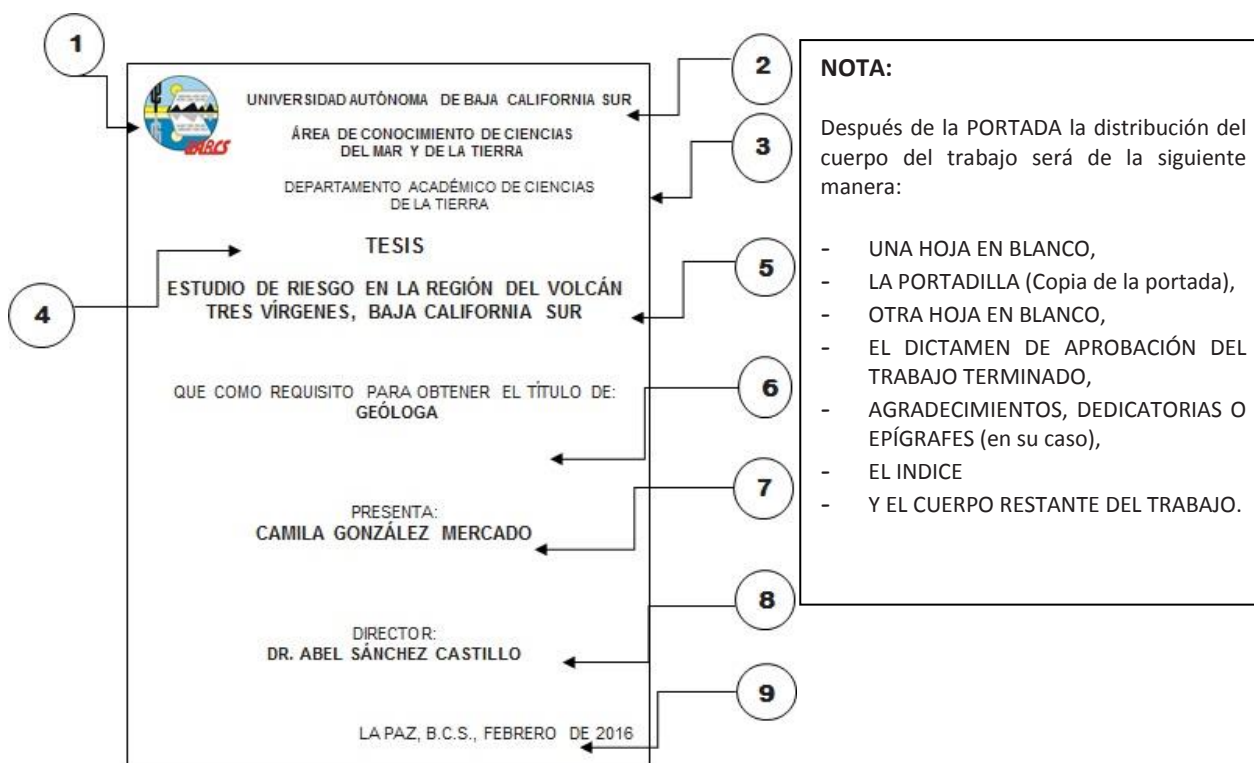 1
UABCS
UNIVERSIDAD AUTÓNOMA DE BAJA CALIFORNIA SUR
2
ÁREA DE CONOCIMIENTO DE CIENCIAS
DEL MAR Y DE LA TIERRA
3
DEPARTAMENTO ACADÉMICO DE CIENCIAS
DE LA TIERRA
TESIS
4
ESTUDIO DE RIESGO EN LA REGIÓN DEL VOLCÁN
TRES VÍRGENES, BAJA CALIFORNIA SUR
5
QUE COMO REQUISITO PARA OBTENER EL TÍTULO DE:
GEÓLOGA
6
PRESENTA:
CAMILA GONZÁLEZ MERCADO
7
DIRECTOR:
DR. ABEL SÁNCHEZ CASTILLO
8
LA PAZ, B.C.S., FEBRERO DE 2016
9
NOTA:
Después de la PORTADA la distribución del
cuerpo del trabajo será de la siguiente
manera:
- UNA HOJA EN BLANCO,
- LA PORTADILLA (Copia de la portada),
- OTRA HOJA EN BLANCO,
- EL DICTAMEN DE APROBACIÓN DEL
TRABAJO TERMINADO,
- AGRADECIMIENTOS, DEDICATORIAS O
EPÍGRAFES (en su caso),
- EL INDICE
- Y EL CUERPO RESTANTE DEL TRABAJO.